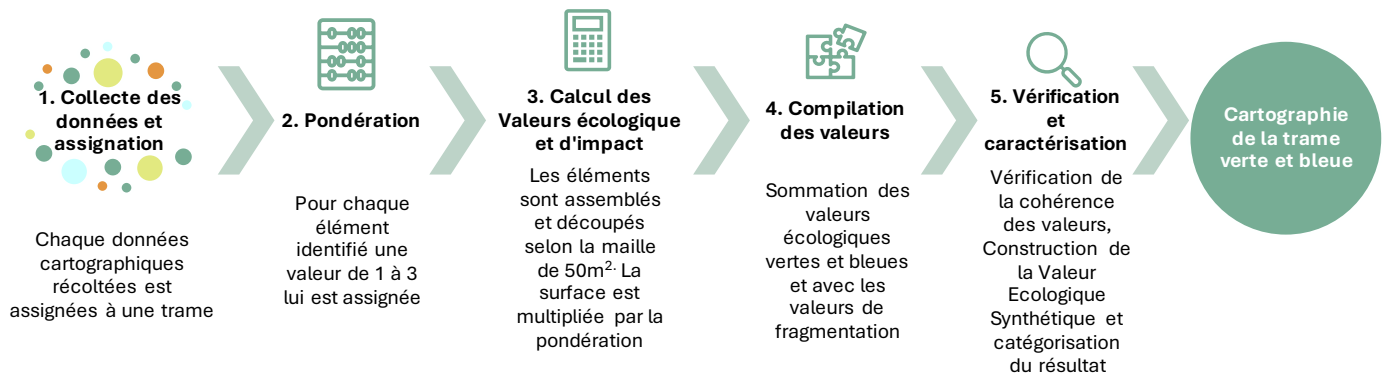 1. Collecte des
données et
assignation
Chaque données
cartographiques
récoltées est
assignées à une trame
2. Pondération
Pour chaque
élément
identifié une
valeur de 1 à 3
lui est assignée
3. Calcul des
Valeurs écologique
et d'impact
Les éléments
sont assemblés
et découpés
selon la maille
de 50m². La
surface est
multipliée par la
pondération
4. Compilation
des valeurs
Sommation des
valeurs
écologiques
vertes et bleues
et avec les
valeurs de
fragmentation
5. Vérification
et
caractérisation
Vérification de
la cohérence
des valeurs,
Construction de
la Valeur
Ecologique
Synthétique et
catégorisation
du résultat
Cartographie
de la trame
verte et bleue